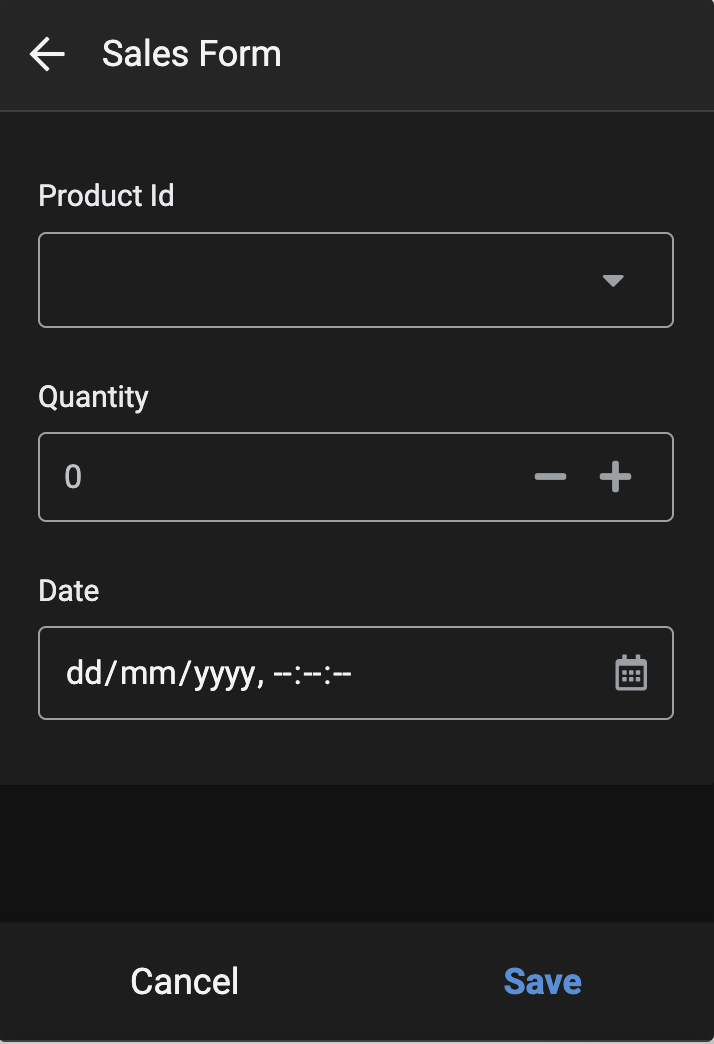 Sales Form
Product Id
Quantity
0
Date
dd/mm/yyyy, --:--:--
Cancel Save